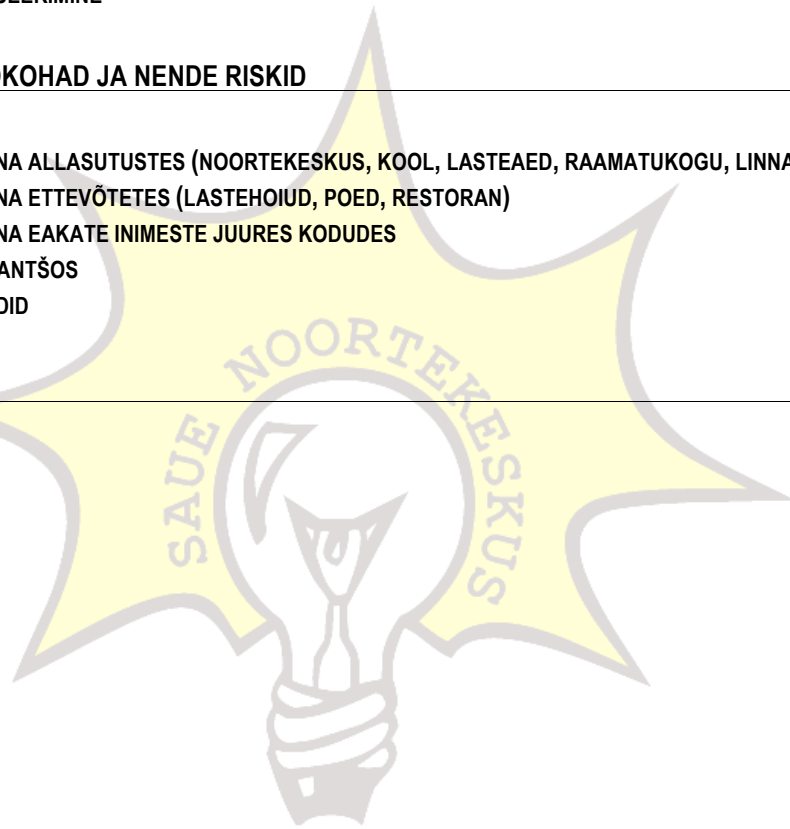 OKOHAD JA NENDE RISKID
NA ALLASUTUSTES (NOORTEKESKUS, KOOL, LASTEAED, RAAMATUKOGU, LINNA
NA ETTEVÕTETES (LASTEHOIUD, POED, RESTORAN)
NA EAKATE INIMESTE JUURES KODUDES
ANTŠOS
DID
SAUE NOORTEKESKUS